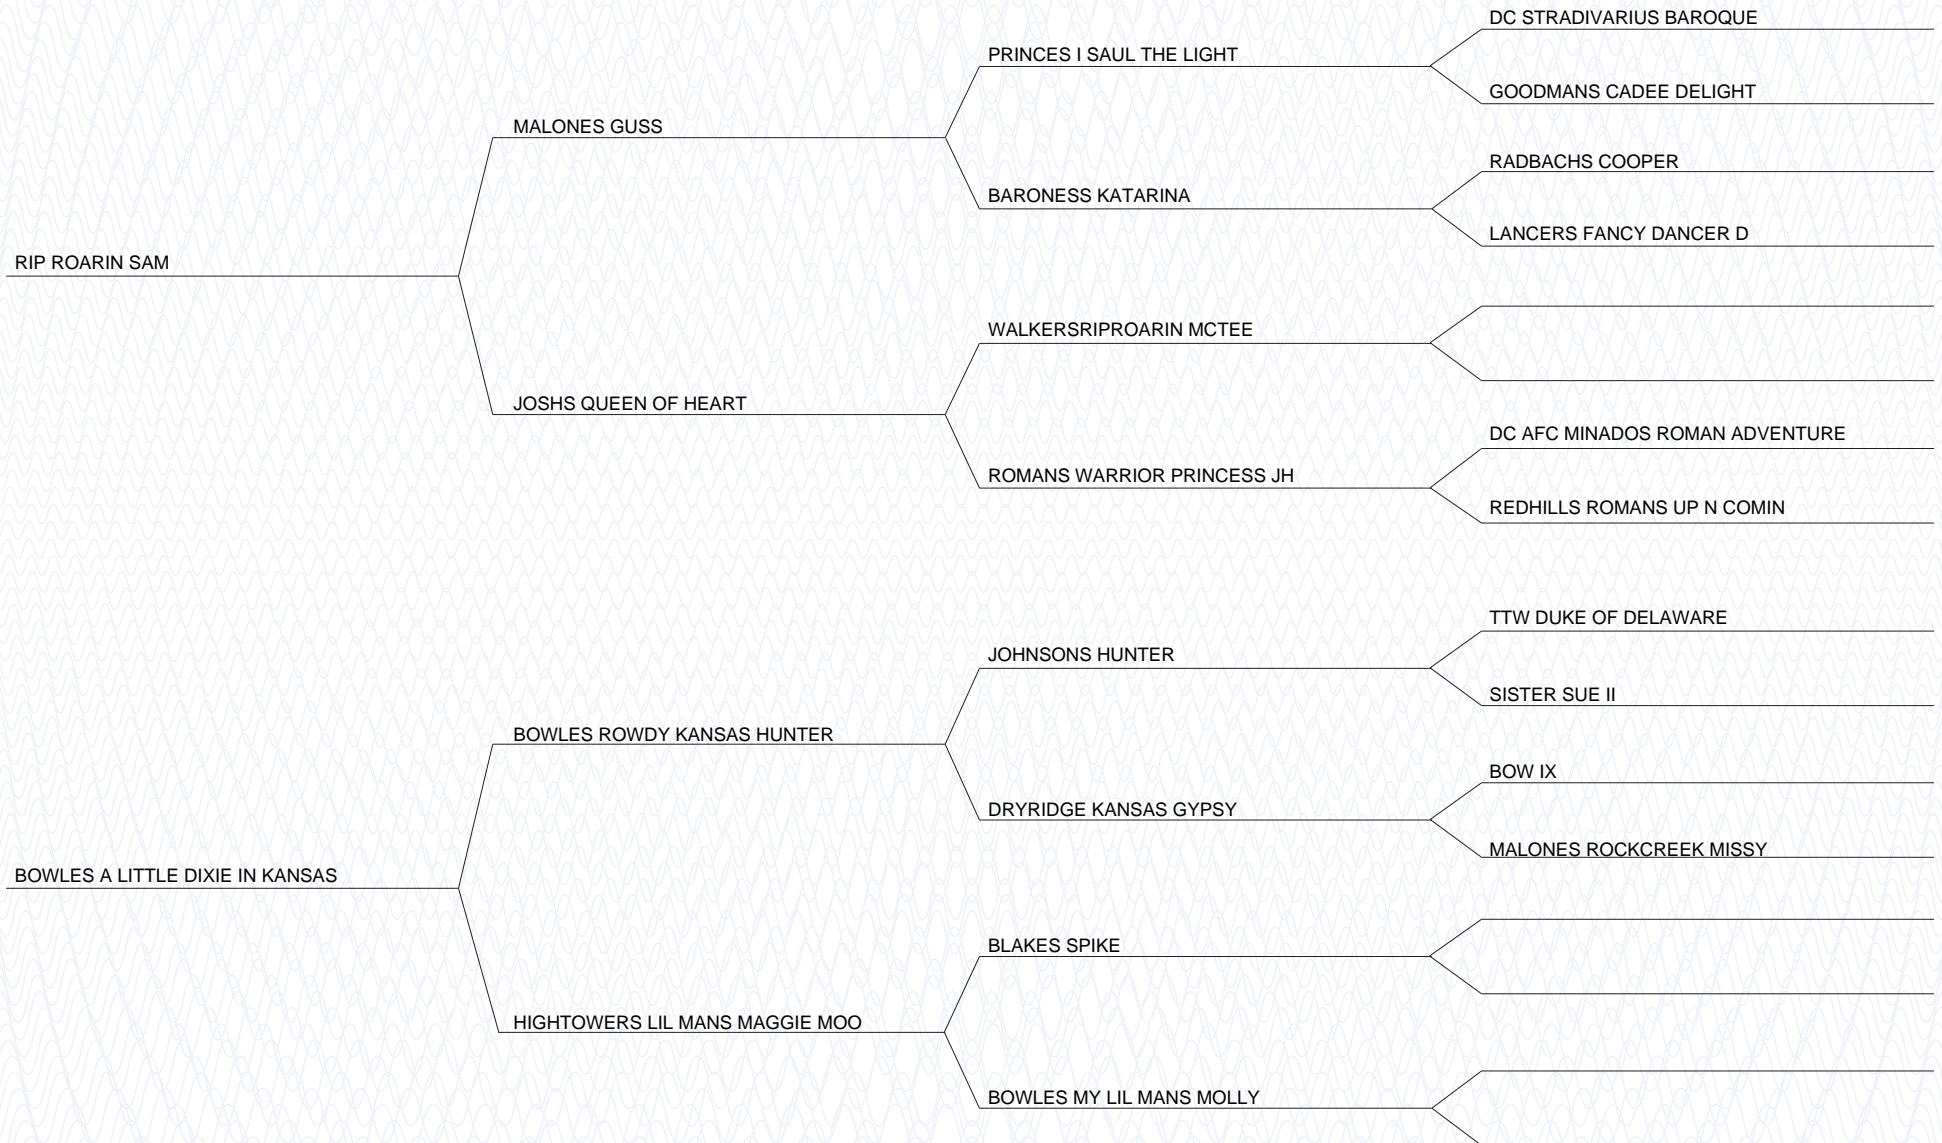 DC STRADIVARIUS BAROQUE
PRINCES I SAUL THE LIGHT
GOODMANS CADEE DELIGHT
MALONES GUSS
RADBACHS COOPER
BARONESS KATARINA
LANCERS FANCY DANCER D
RIP ROARIN SAM
WALKERSRIPROARIN MCTEE
JOSHS QUEEN OF HEART
DC AFC MINADOS ROMAN ADVENTURE
ROMANS WARRIOR PRINCESS JH
REDHILLS ROMANS UP N COMIN
TTW DUKE OF DELAWARE
JOHNSONS HUNTER
SISTER SUE II
BOWLES ROWDY KANSAS HUNTER
BOW IX
DRYRIDGE KANSAS GYPSY
MALONES ROCKCREEK MISSY
BOWLES A LITTLE DIXIE IN KANSAS
BLAKES SPIKE
HIGHTOWERS LIL MANS MAGGIE MOO
BOWLES MY LIL MANS MOLLY